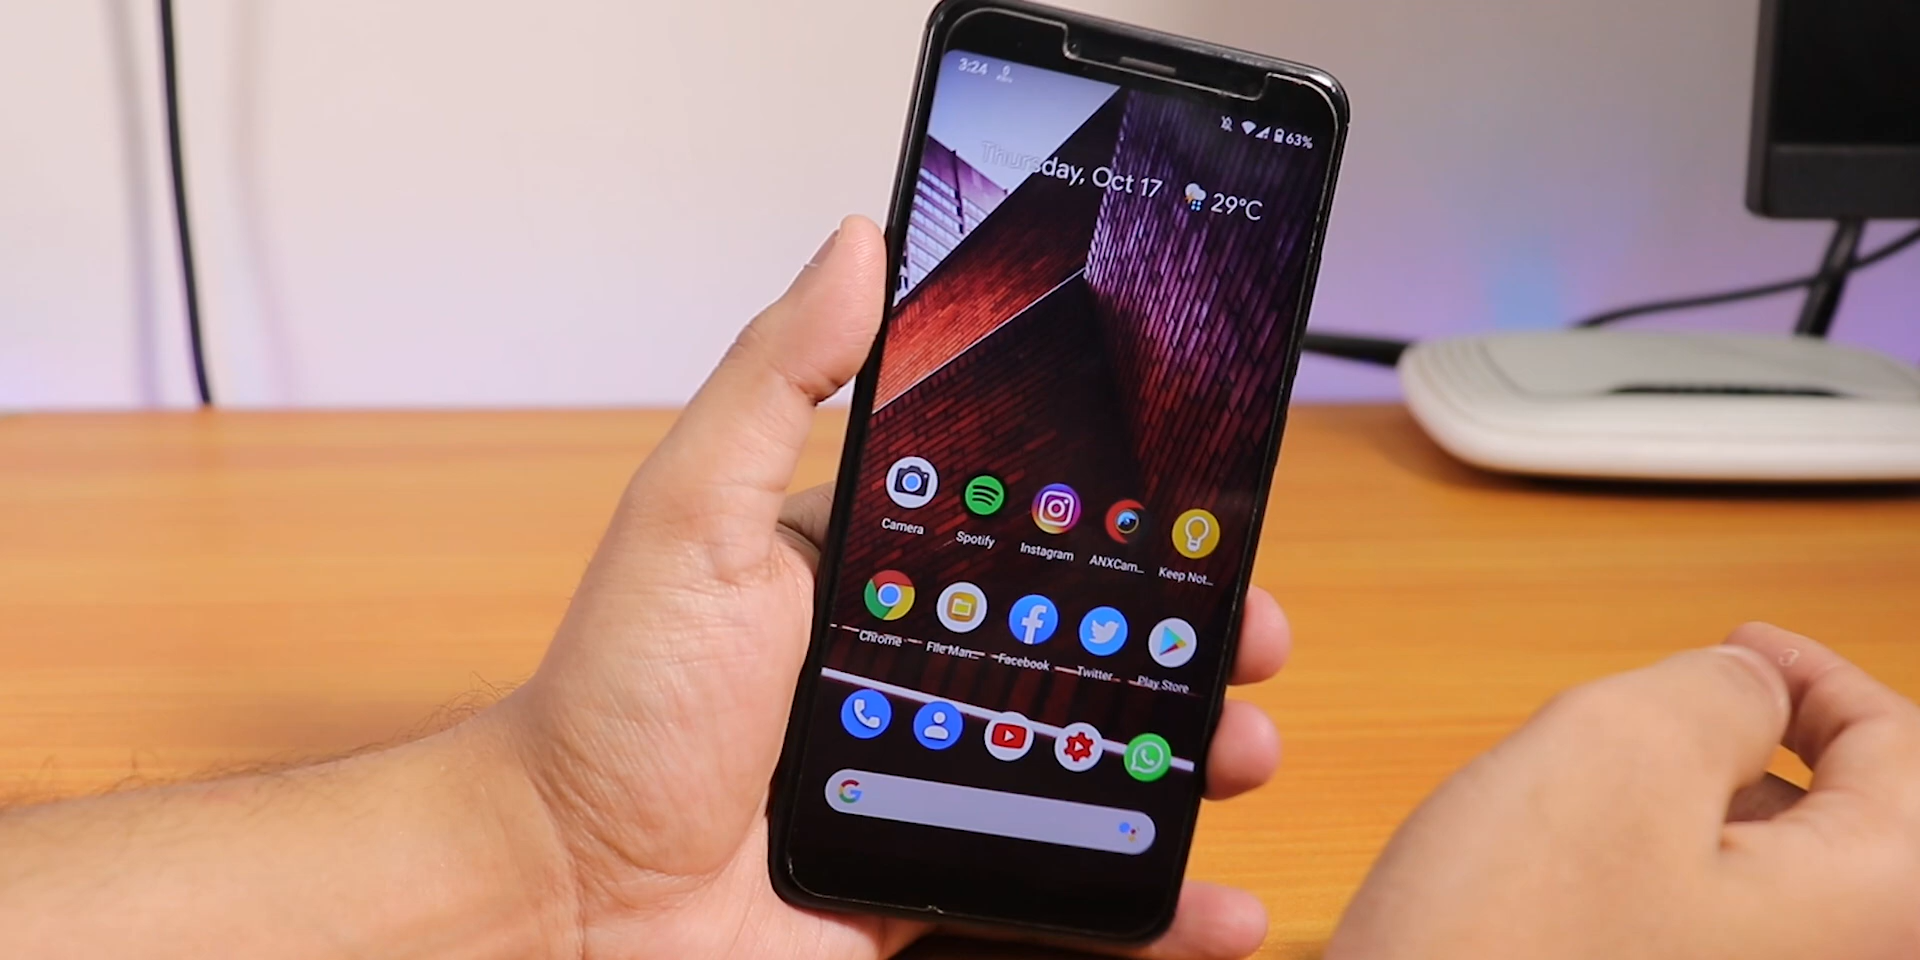 3:24
63%
Thursday, Oct 17 29°C
Camera Spotify Instagram ANXCam... Keep Not...
Chrome File Man... Facebook Twitter Play Store